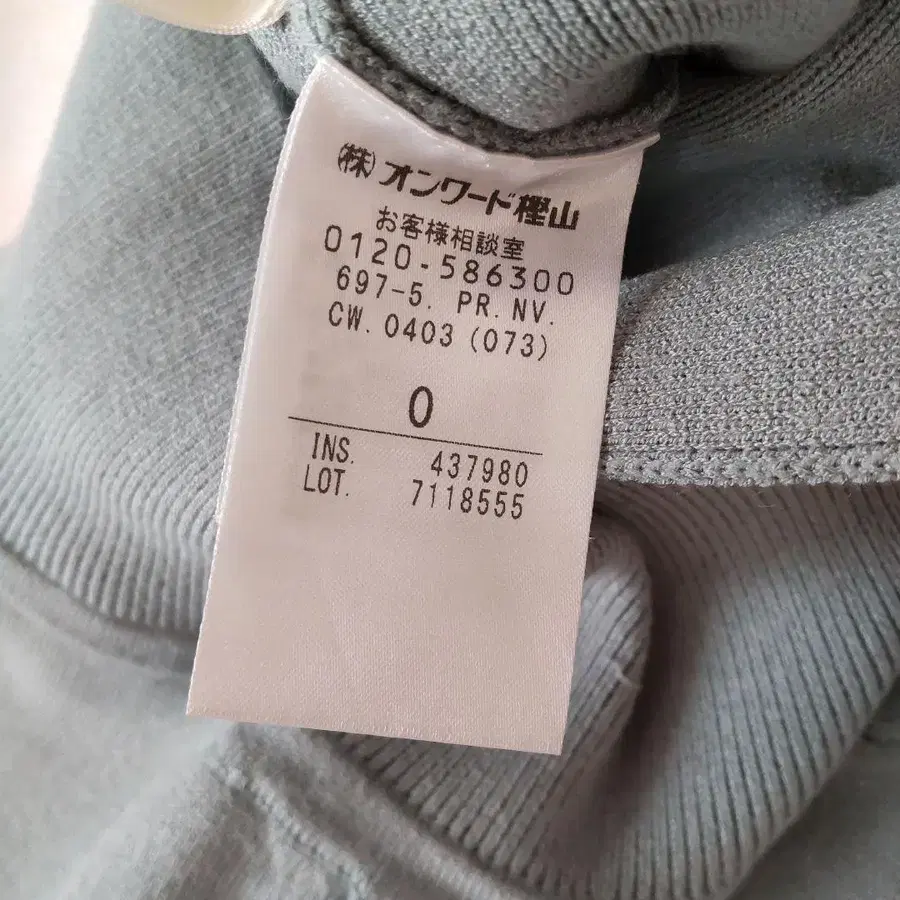 ㈱オンワード樫山
お客様相談室
0120-586300
697-5. PR. NV.
CW. 0403 (073)
0
INS. 437980
LOT. 7118555